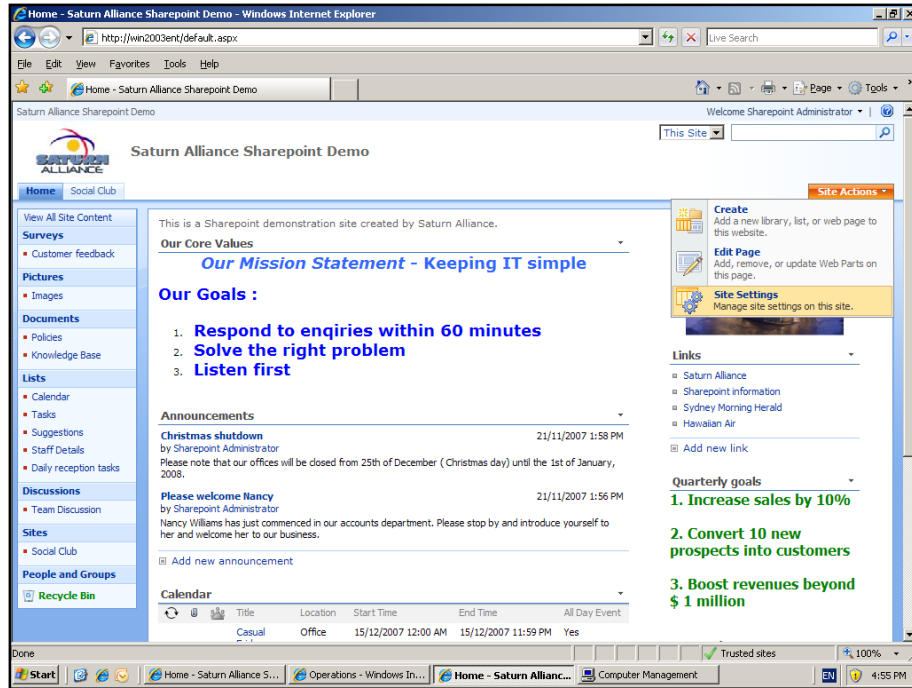 Home - Saturn Alliance Sharepoint Demo - Windows Internet Explorer
http://win2003ent/default.aspx
Live Search
File Edit View Favorites Tools Help
Home - Saturn Alliance Sharepoint Demo
Page Tools
Saturn Alliance Sharepoint Demo
Welcome Sharepoint Administrator
This Site
SATURN
ALLIANCE
Saturn Alliance Sharepoint Demo
Home Social Club
Site Actions
Create
Add a new library, list, or web page to
this website.
Edit Page
Add, remove, or update Web Parts on
this page.
Site Settings
Manage site settings on this site.
View All Site Content
Surveys
Customer feedback
Pictures
Images
Documents
Policies
Knowledge Base
Lists
Calendar
Tasks
Suggestions
Staff Details
Daily reception tasks
Discussions
Team Discussion
Sites
Social Club
People and Groups
Recycle Bin
This is a Sharepoint demonstration site created by Saturn Alliance.
Our Core Values
Our Mission Statement - Keeping IT simple
Our Goals :
1. Respond to enqiries within 60 minutes
2. Solve the right problem
3. Listen first
Announcements
Christmas shutdown 21/11/2007 1:58 PM
by Sharepoint Administrator
Please note that our offices will be closed from 25th of December ( Christmas day) until the 1st of January,
2008.
Please welcome Nancy 21/11/2007 1:56 PM
by Sharepoint Administrator
Nancy Williams has just commenced in our accounts department. Please stop by and introduce yourself to
her and welcome her to our business.
Add new announcement
Calendar
Title Location Start Time End Time All Day Event
Casual Office 15/12/2007 12:00 AM 15/12/2007 11:59 PM Yes
Links
Saturn Alliance
Sharepoint information
Sydney Morning Herald
Hawaiian Air
Add new link
Quarterly goals
1. Increase sales by 10%
2. Convert 10 new
prospects into customers
3. Boost revenues beyond
$ 1 million
Done
Trusted sites
100%
Start
Home - Saturn Alliance S...
Operations - Windows In...
Home - Saturn Allianc...
Computer Management
EN
4:55 PM